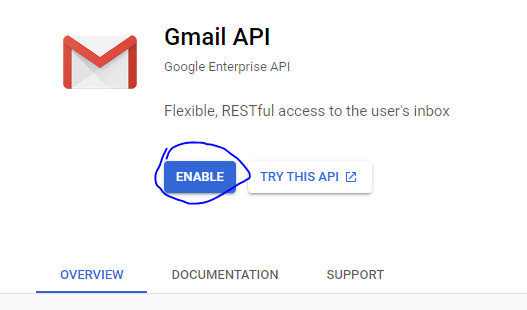 Gmail API
Google Enterprise API
Flexible, RESTful access to the user's inbox
ENABLE TRY THIS API
OVERVIEW DOCUMENTATION SUPPORT